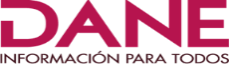 DANE
INFORMACIÓN PARA TODOS